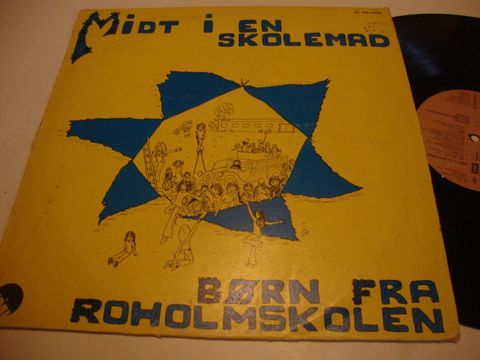 MiDT i EN
SKOLEMAD
BØRN FRA
ROHOLMSKOLEN